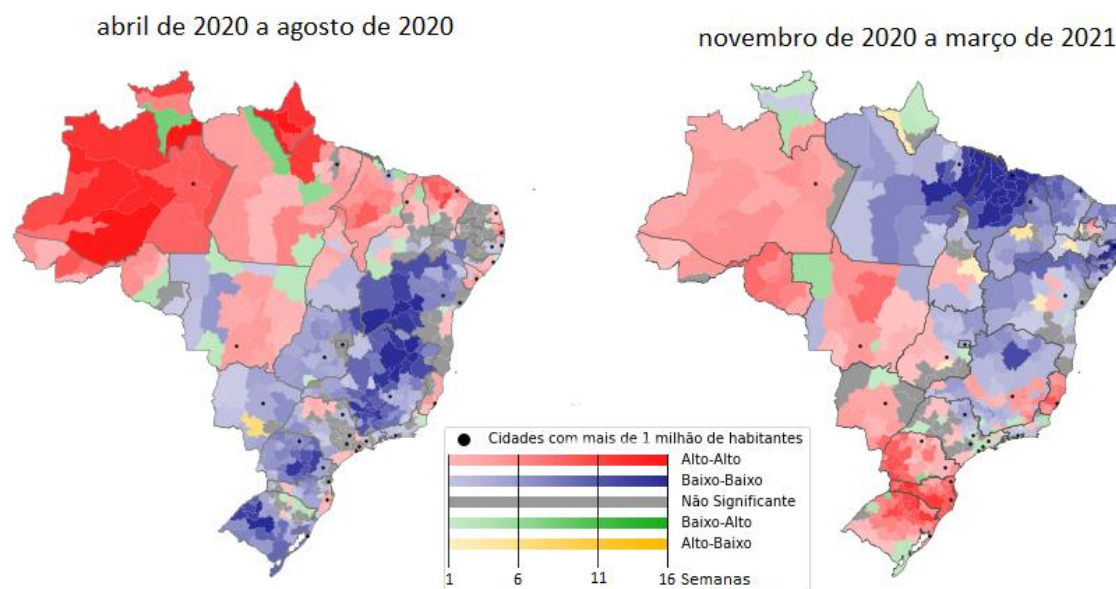 abril de 2020 a agosto de 2020
novembro de 2020 a março de 2021
Cidades com mais de 1 milhão de habitantes
Alto-Alto
Baixo-Baixo
Não Significante
Baixo-Alto
Alto-Baixo
1 6 11 16 Semanas